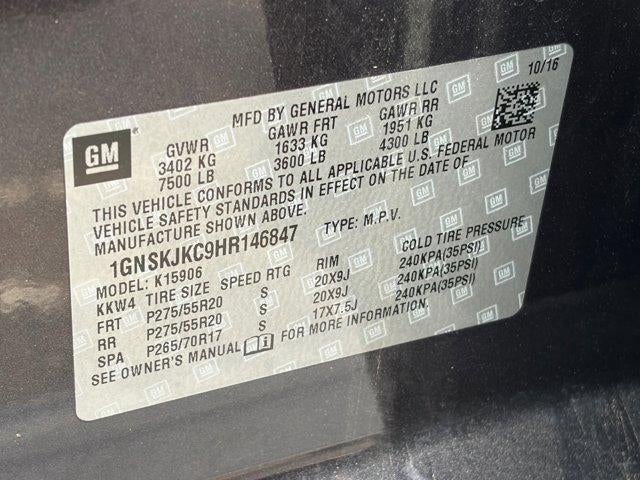 10/16
MFD BY GENERAL MOTORS LLC
GM
GVWR GAWR FRT GAWR RR
3402 KG 1633 KG 1951 KG
7500 LB 3600 LB 4300 LB
THIS VEHICLE CONFORMS TO ALL APPLICABLE U.S. FEDERAL MOTOR
VEHICLE SAFETY STANDARDS IN EFFECT ON THE DATE OF
MANUFACTURE SHOWN ABOVE.
1GNSKJKC9HR146847 TYPE: M.P.V.
MODEL: K15906
KKW4 TIRE SIZE SPEED RTG RIM COLD TIRE PRESSURE
FRT P275/55R20 S 20X9J 240KPA(35PSI)
RR P275/55R20 S 20X9J 240KPA(35PSI)
SPA P265/70R17 S 17X7.5J 240KPA(35PSI)
SEE OWNER'S MANUAL FOR MORE INFORMATION.